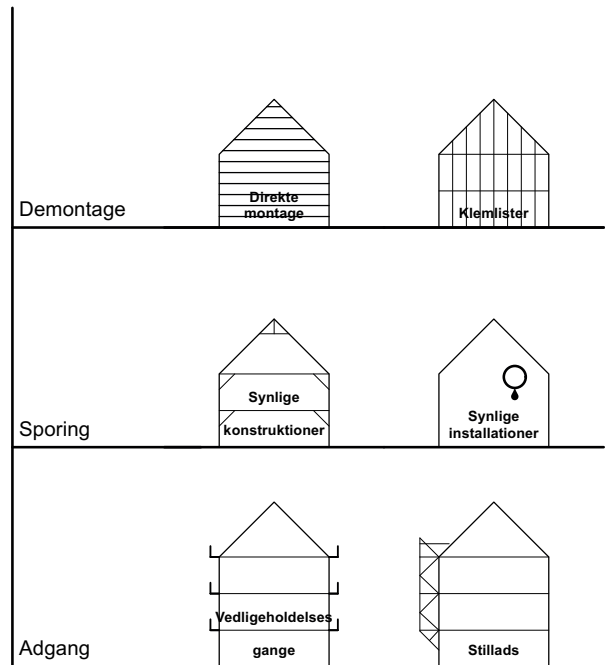 Demontage
Direkte
montage
Klemlister
Sporing
Synlige
konstruktioner
Synlige
installationer
Adgang
Vedligeholdelses
gange
Stillads